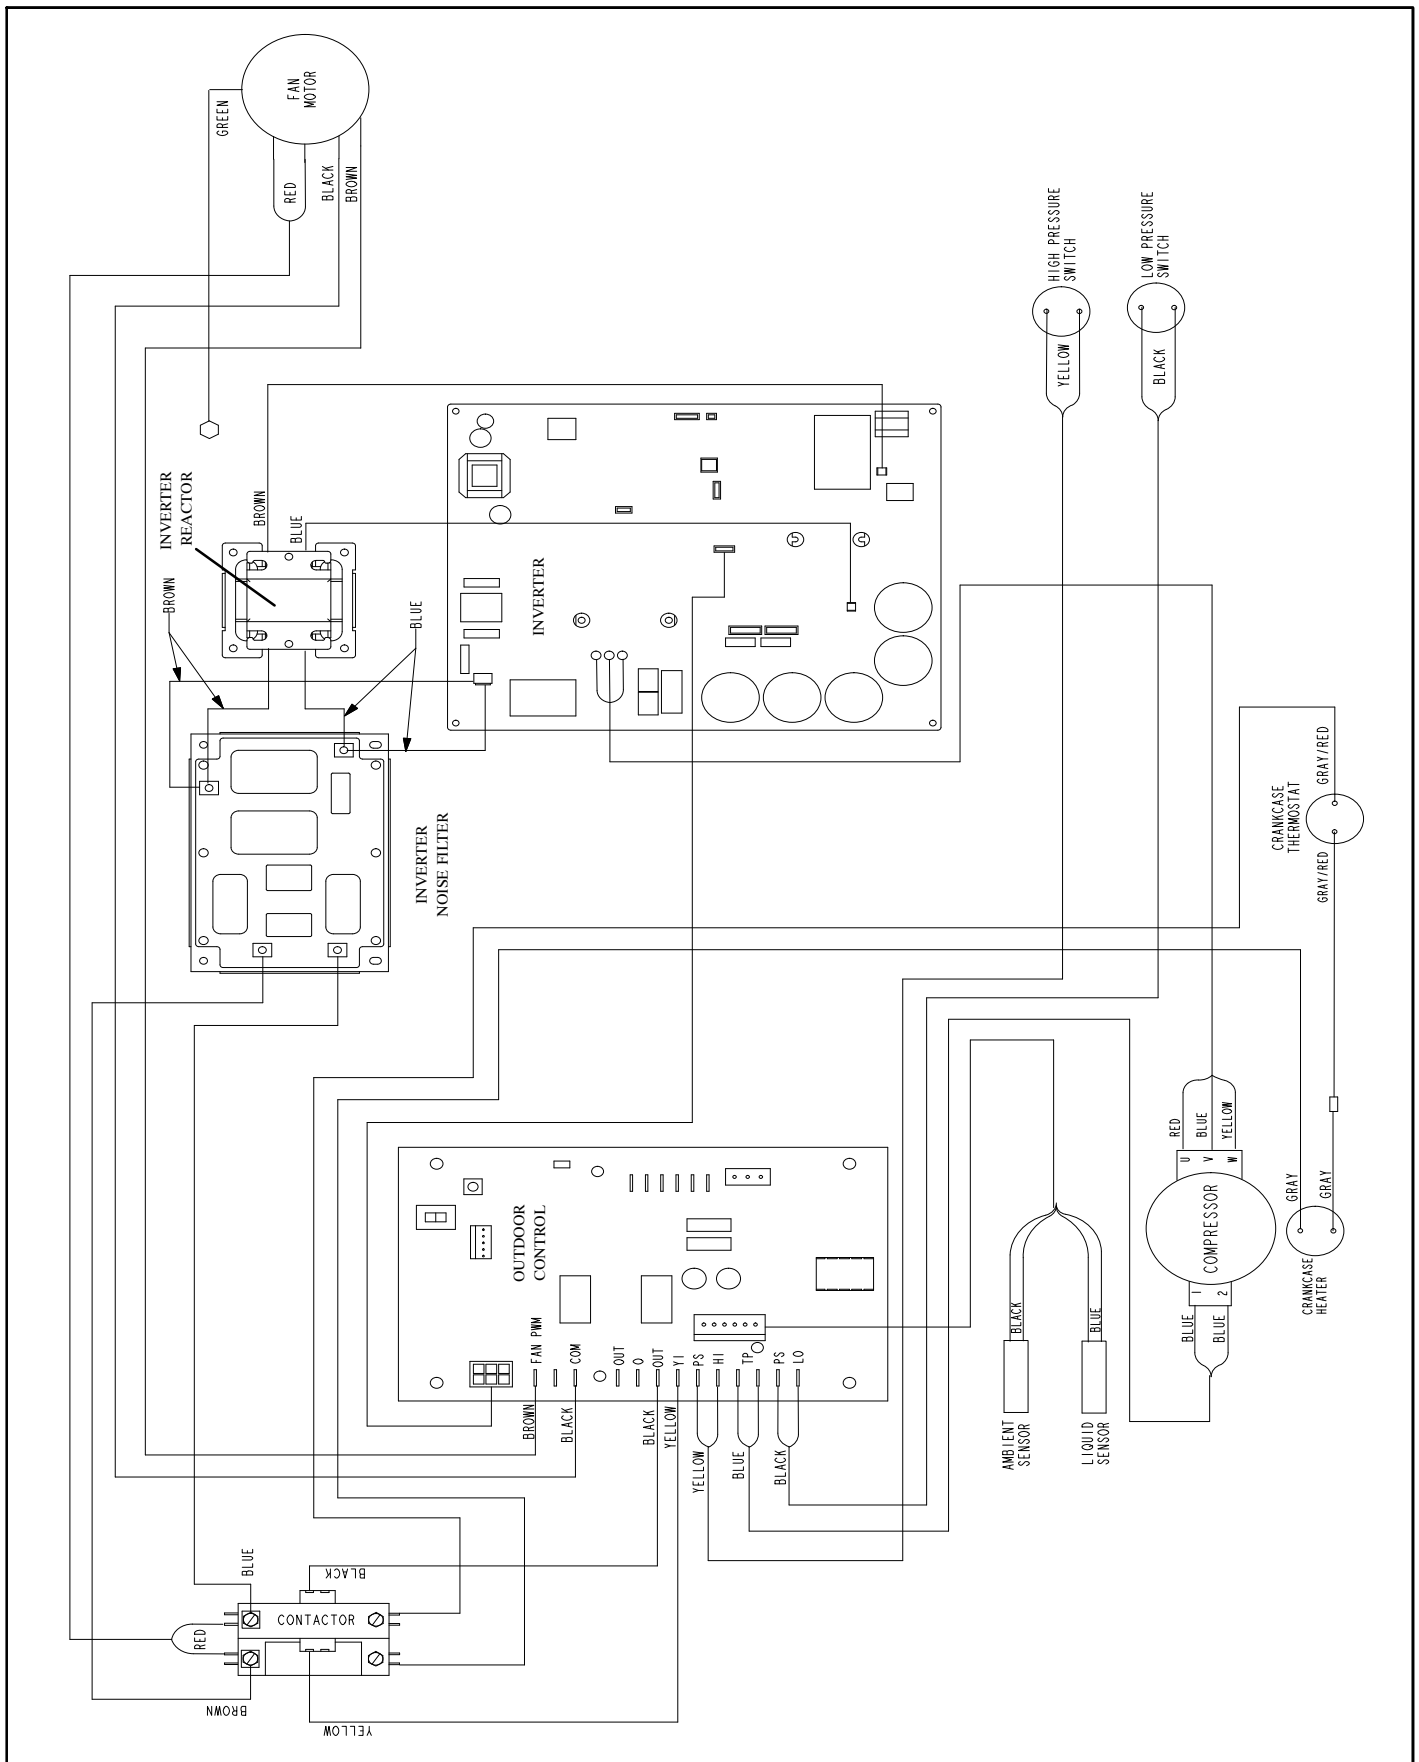 FAN
MOTOR
GREEN
RED
BLACK
BROWN
HIGH PRESSURE
SWITCH
LOW PRESSURE
SWITCH
YELLOW
BLACK
INVERTER
REACTOR
BROWN
BLUE
BROWN
BLUE
INVERTER
INVERTER
NOISE FILTER
GRAY/RED
CRANKCASE
THERMOSTAT
GRAY/RED
RED
BLUE
YELLOW
U
V
W
COMPRESSOR
1
2
BLUE
BLUE
GRAY
GRAY
CRANKCASE
HEATER
OUTDOOR
CONTROL
FAN PWM
COM
OUT
O
OUT
Y1
PS
HI
TP
PS
LO
BROWN
BLACK
BLACK
YELLOW
YELLOW
BLUE
BLACK
BLACK
BLUE
AMBIENT
SENSOR
LIQUID
SENSOR
BLUE
BLACK
CONTACTOR
RED
BROWN
YELLOW